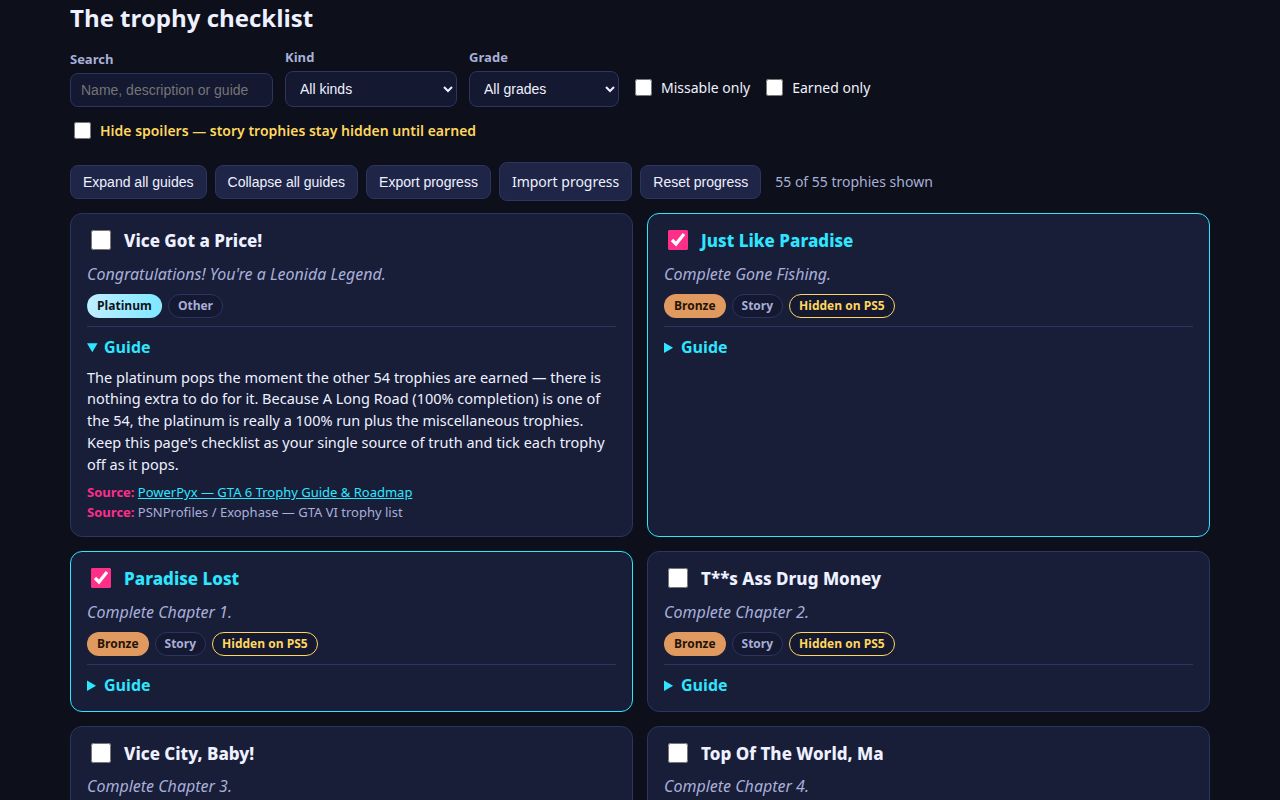 The trophy checklist
Search
Kind
Grade
Name, description or guide
All kinds
All grades
Missable only
Earned only
Hide spoilers — story trophies stay hidden until earned
Expand all guides
Collapse all guides
Export progress
Import progress
Reset progress
55 of 55 trophies shown
Vice Got a Price!
Congratulations! You're a Leonida Legend.
Platinum
Other
Guide
The platinum pops the moment the other 54 trophies are earned — there is
nothing extra to do for it. Because A Long Road (100% completion) is one of
the 54, the platinum is really a 100% run plus the miscellaneous trophies.
Keep this page's checklist as your single source of truth and tick each trophy
off as it pops.
Source: PowerPyx — GTA 6 Trophy Guide & Roadmap
Source: PSNProfiles / Exophase — GTA VI trophy list
Just Like Paradise
Complete Gone Fishing.
Bronze
Story
Hidden on PS5
Guide
Paradise Lost
Complete Chapter 1.
Bronze
Story
Hidden on PS5
Guide
T**s Ass Drug Money
Complete Chapter 2.
Bronze
Story
Hidden on PS5
Guide
Vice City, Baby!
Complete Chapter 3.
Top Of The World, Ma
Complete Chapter 4.